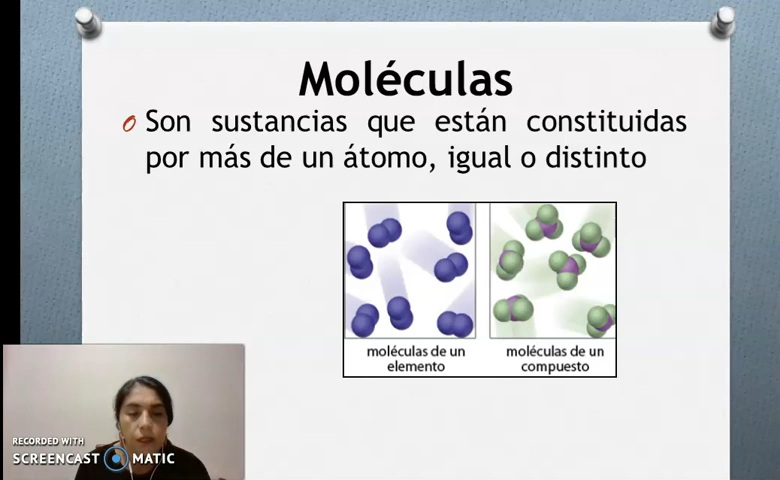 Moléculas
Son sustancias que están constituidas
por más de un átomo, igual o distinto
moléculas de un
elemento
moléculas de un
compuesto
RECORDED WITH
SCREENCAST MATIC